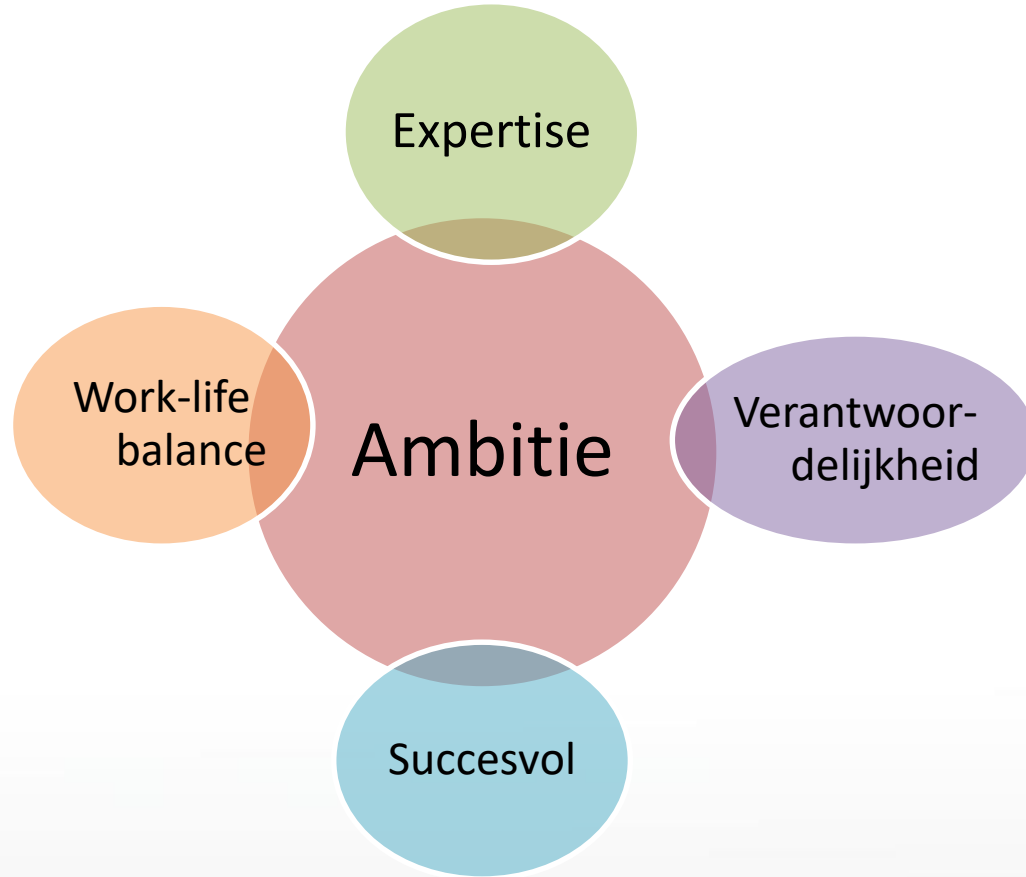 Expertise
Work-life
balance
Ambitie
Verantwoor-
delijkheid
Succesvol